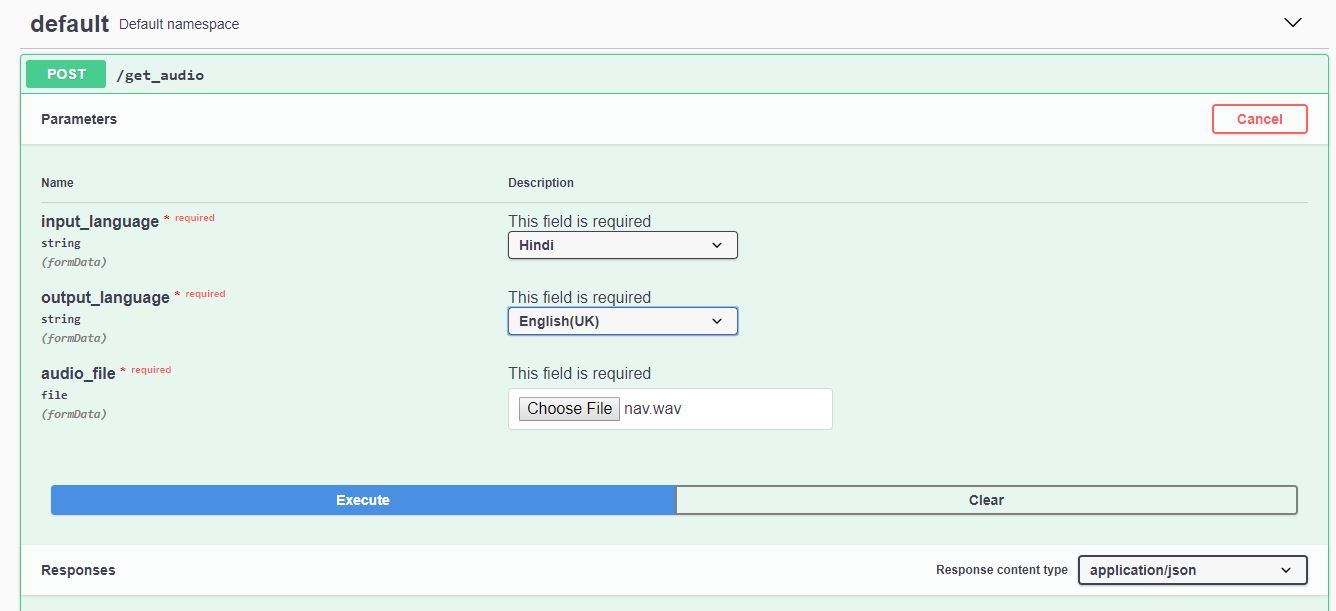 default Default namespace
POST /get_audio
Parameters Cancel
Name Description
input_language * required This field is required
string Hindi
(formData)
output_language * required This field is required
string English(UK)
(formData)
audio_file * required This field is required
file Choose File nav.wav
(formData)
Execute Clear
Responses Response content type application/json